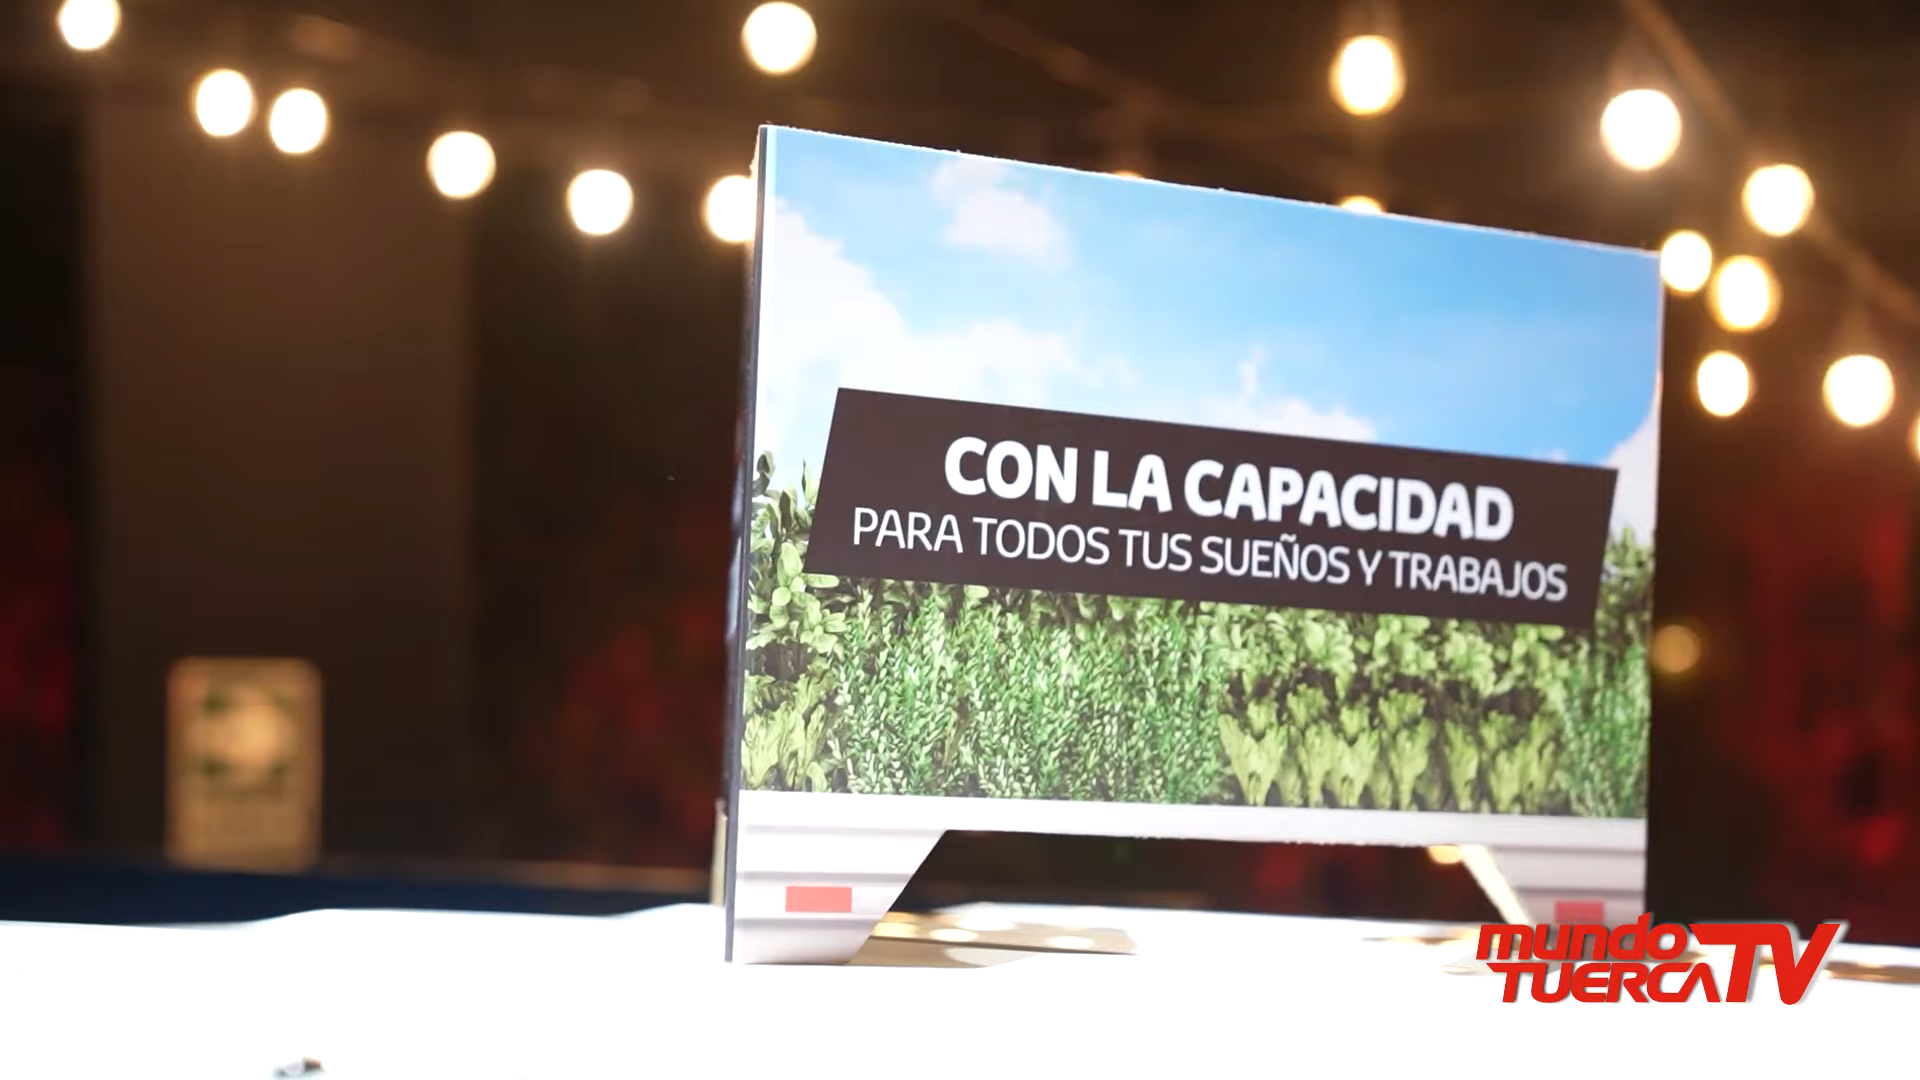 CON LA CAPACIDAD
PARA TODOS TUS SUEÑOS Y TRABAJOS
mundo
TUERCA TV